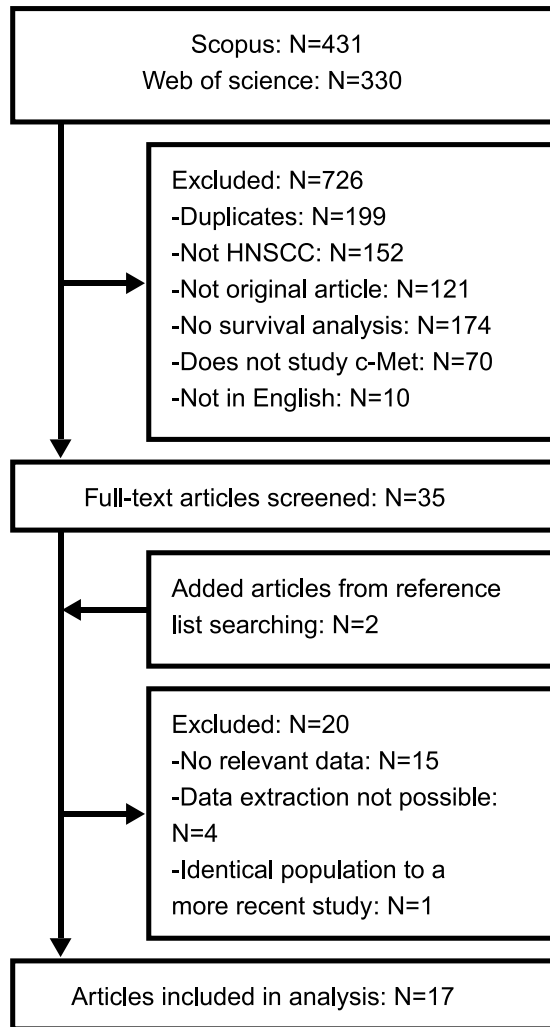 Scopus: N=431
Web of science: N=330
Excluded: N=726
-Duplicates: N=199
-Not HNSCC: N=152
-Not original article: N=121
-No survival analysis: N=174
-Does not study c-Met: N=70
-Not in English: N=10
Full-text articles screened: N=35
Added articles from reference
list searching: N=2
Excluded: N=20
-No relevant data: N=15
-Data extraction not possible:
N=4
-Identical population to a
more recent study: N=1
Articles included in analysis: N=17